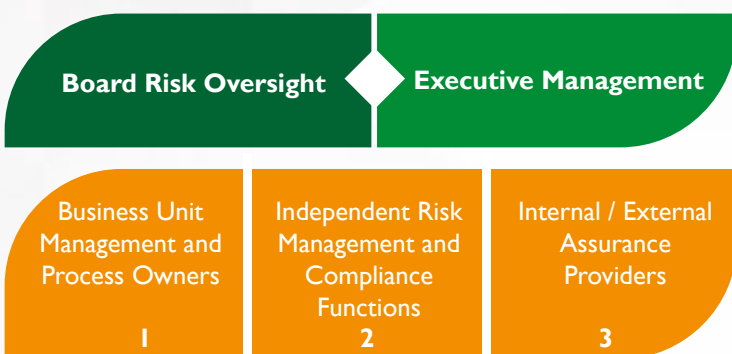 Board Risk Oversight
Executive Management
Business Unit
Management and
Process Owners
1
Independent Risk
Management and
Compliance
Functions
2
Internal / External
Assurance
Providers
3